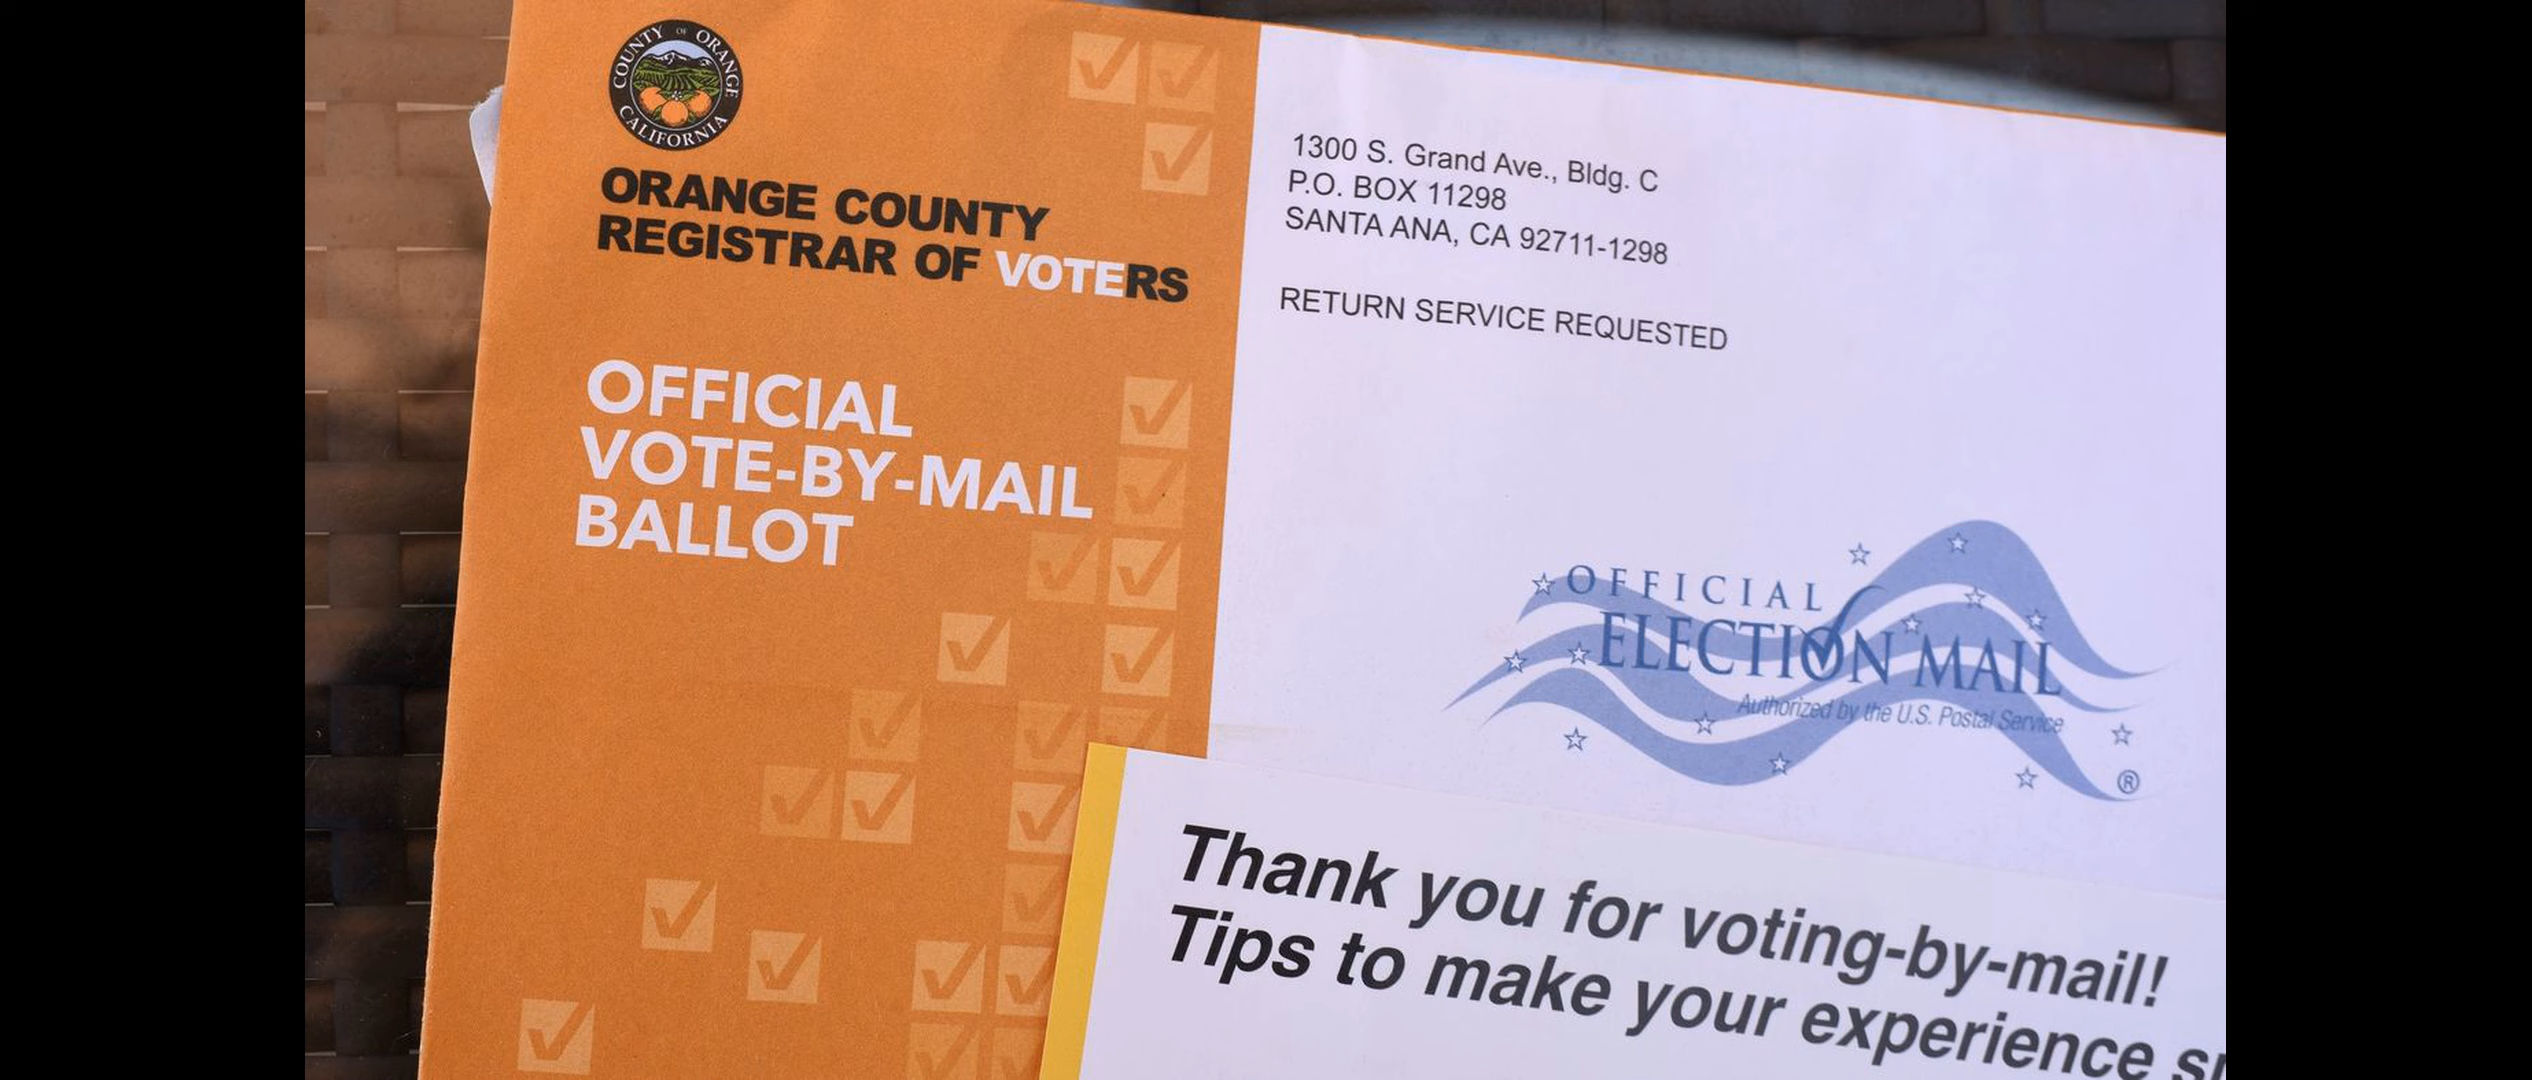 COUNTY OF ORANGE
CALIFORNIA
ORANGE COUNTY
REGISTRAR OF VOTERS
OFFICIAL
VOTE-BY-MAIL
BALLOT
1300 S. Grand Ave., Bldg. C
P.O. BOX 11298
SANTA ANA, CA 92711-1298
RETURN SERVICE REQUESTED
OFFICIAL
ELECTION MAIL
Authorized by the U.S. Postal Service
®
Thank you for voting-by-mail!
Tips to make your experience